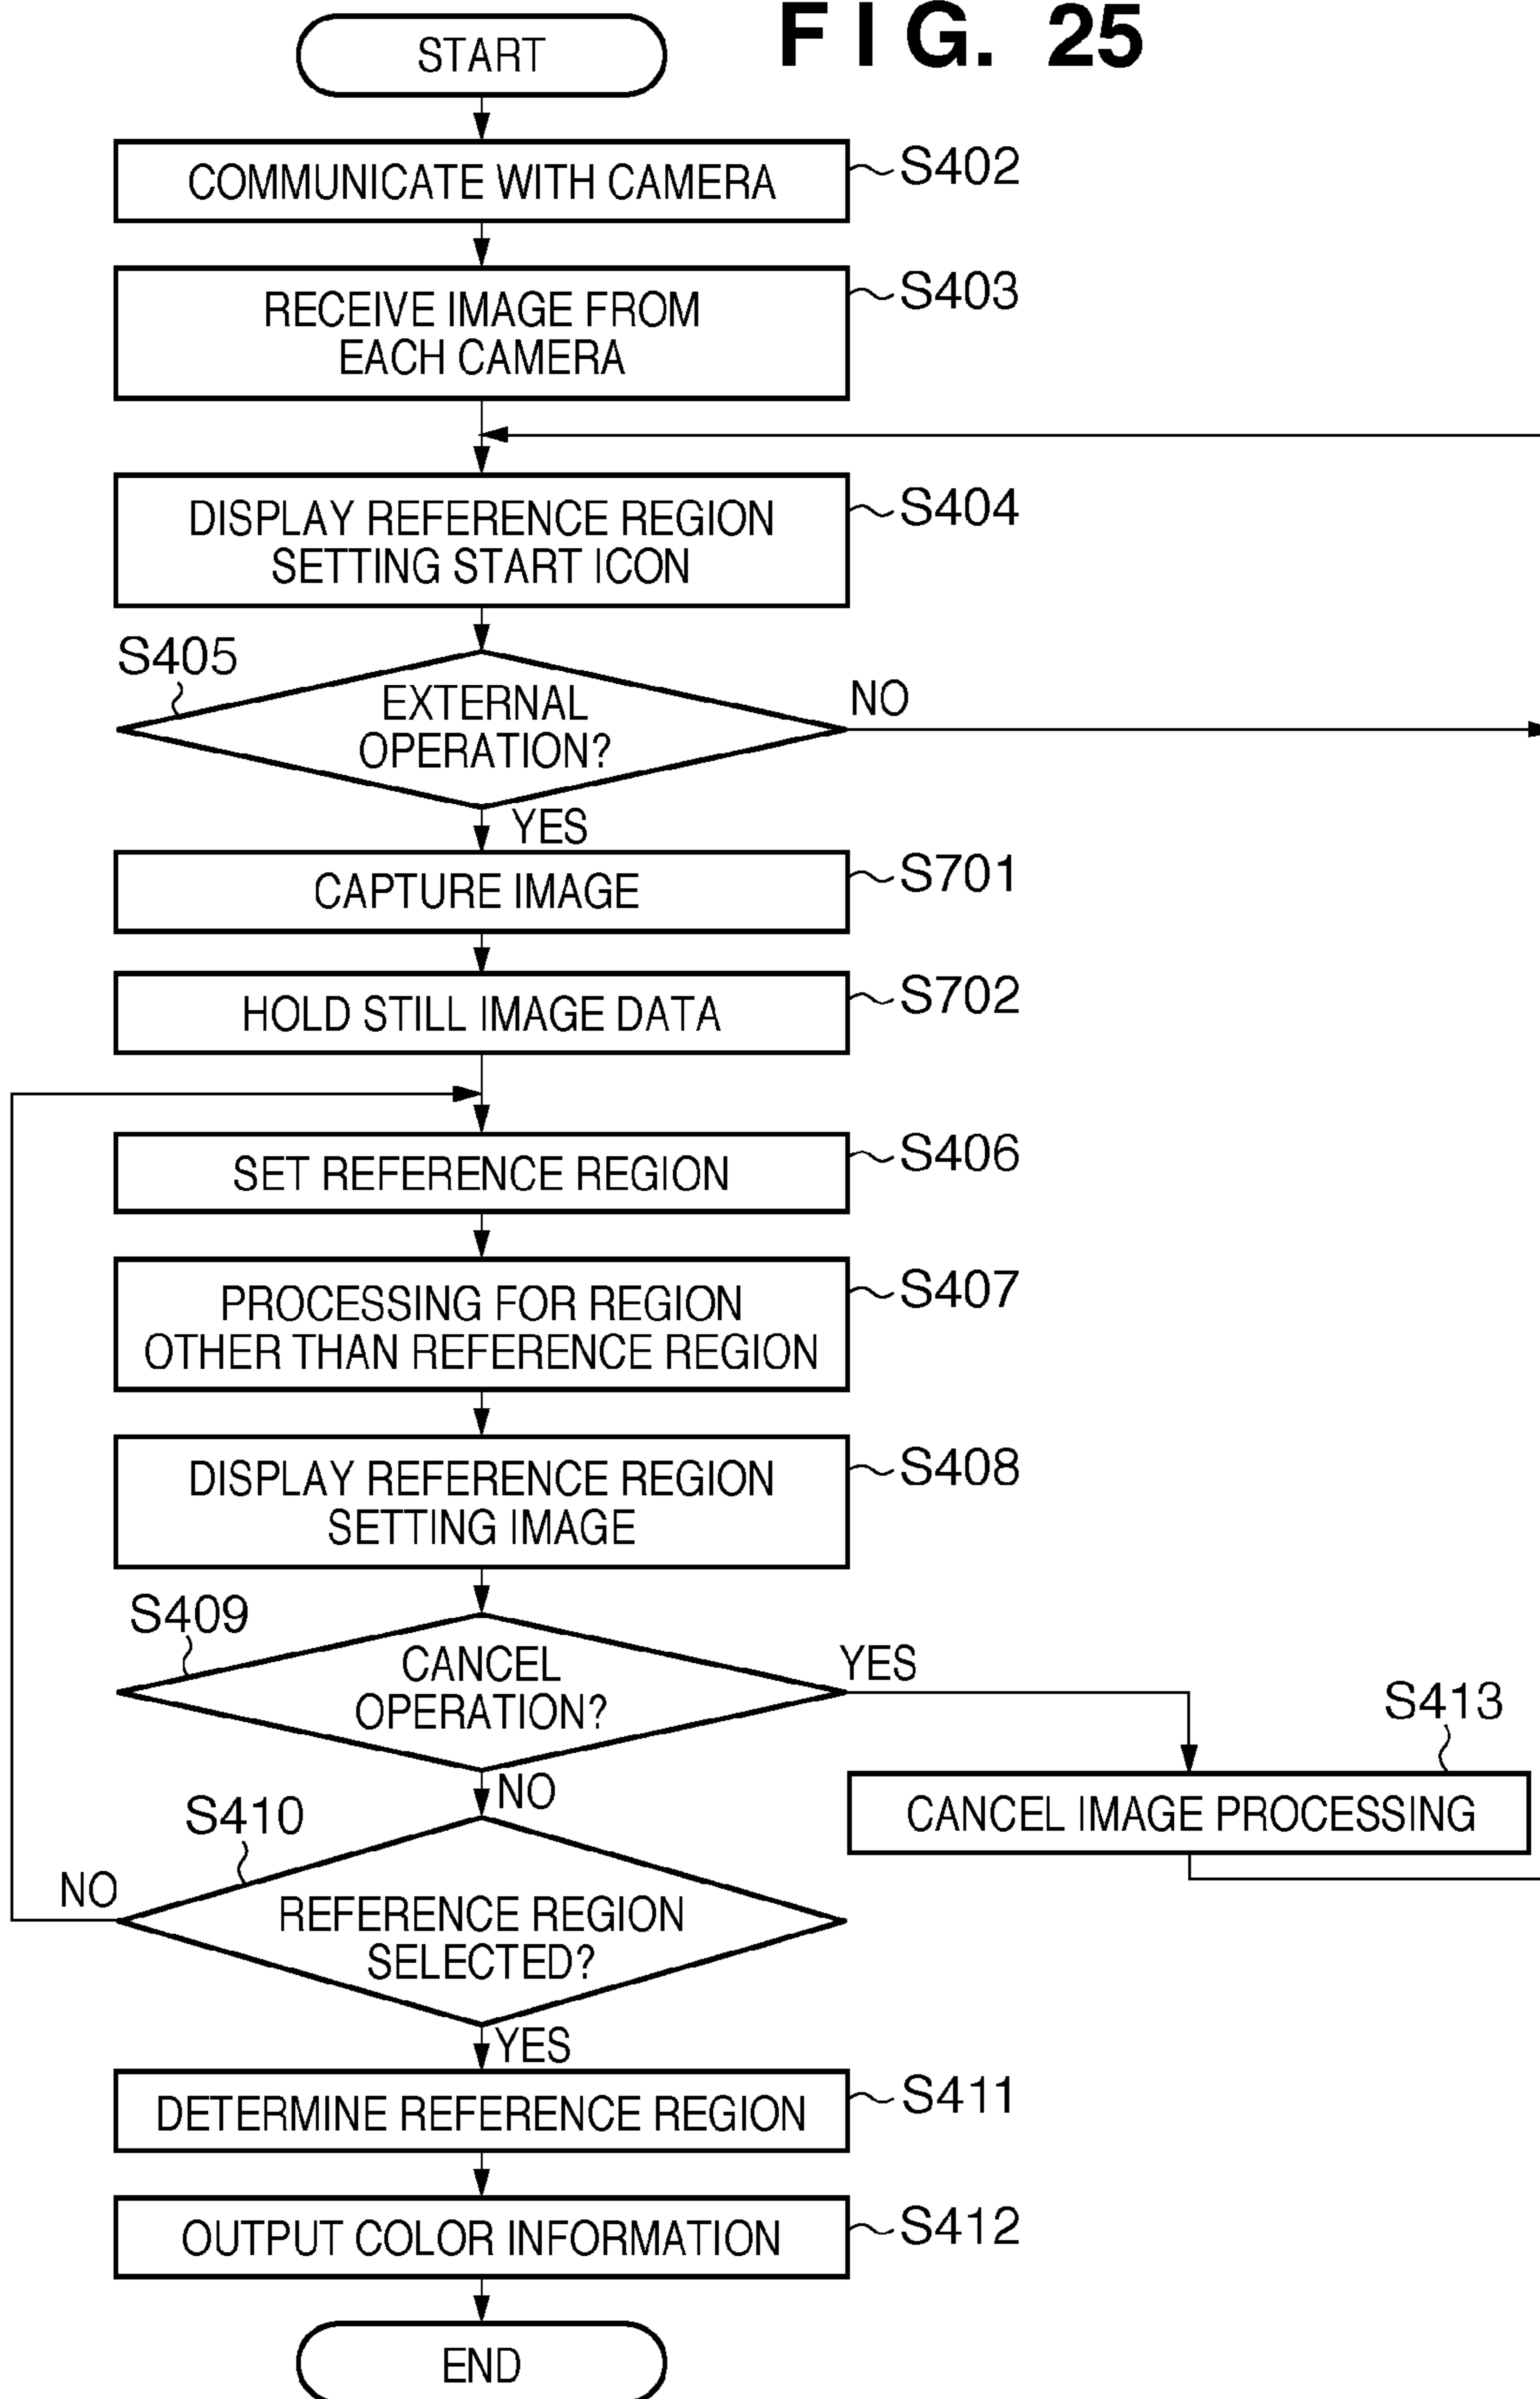 FIG. 25
START
COMMUNICATE WITH CAMERA
S402
RECEIVE IMAGE FROM
EACH CAMERA
S403
DISPLAY REFERENCE REGION
SETTING START ICON
S404
S405
EXTERNAL
OPERATION?
NO
YES
CAPTURE IMAGE
S701
HOLD STILL IMAGE DATA
S702
SET REFERENCE REGION
S406
PROCESSING FOR REGION
OTHER THAN REFERENCE REGION
S407
DISPLAY REFERENCE REGION
SETTING IMAGE
S408
S409
CANCEL
OPERATION?
YES
NO
S413
CANCEL IMAGE PROCESSING
S410
NO
REFERENCE REGION
SELECTED?
YES
DETERMINE REFERENCE REGION
S411
OUTPUT COLOR INFORMATION
S412
END